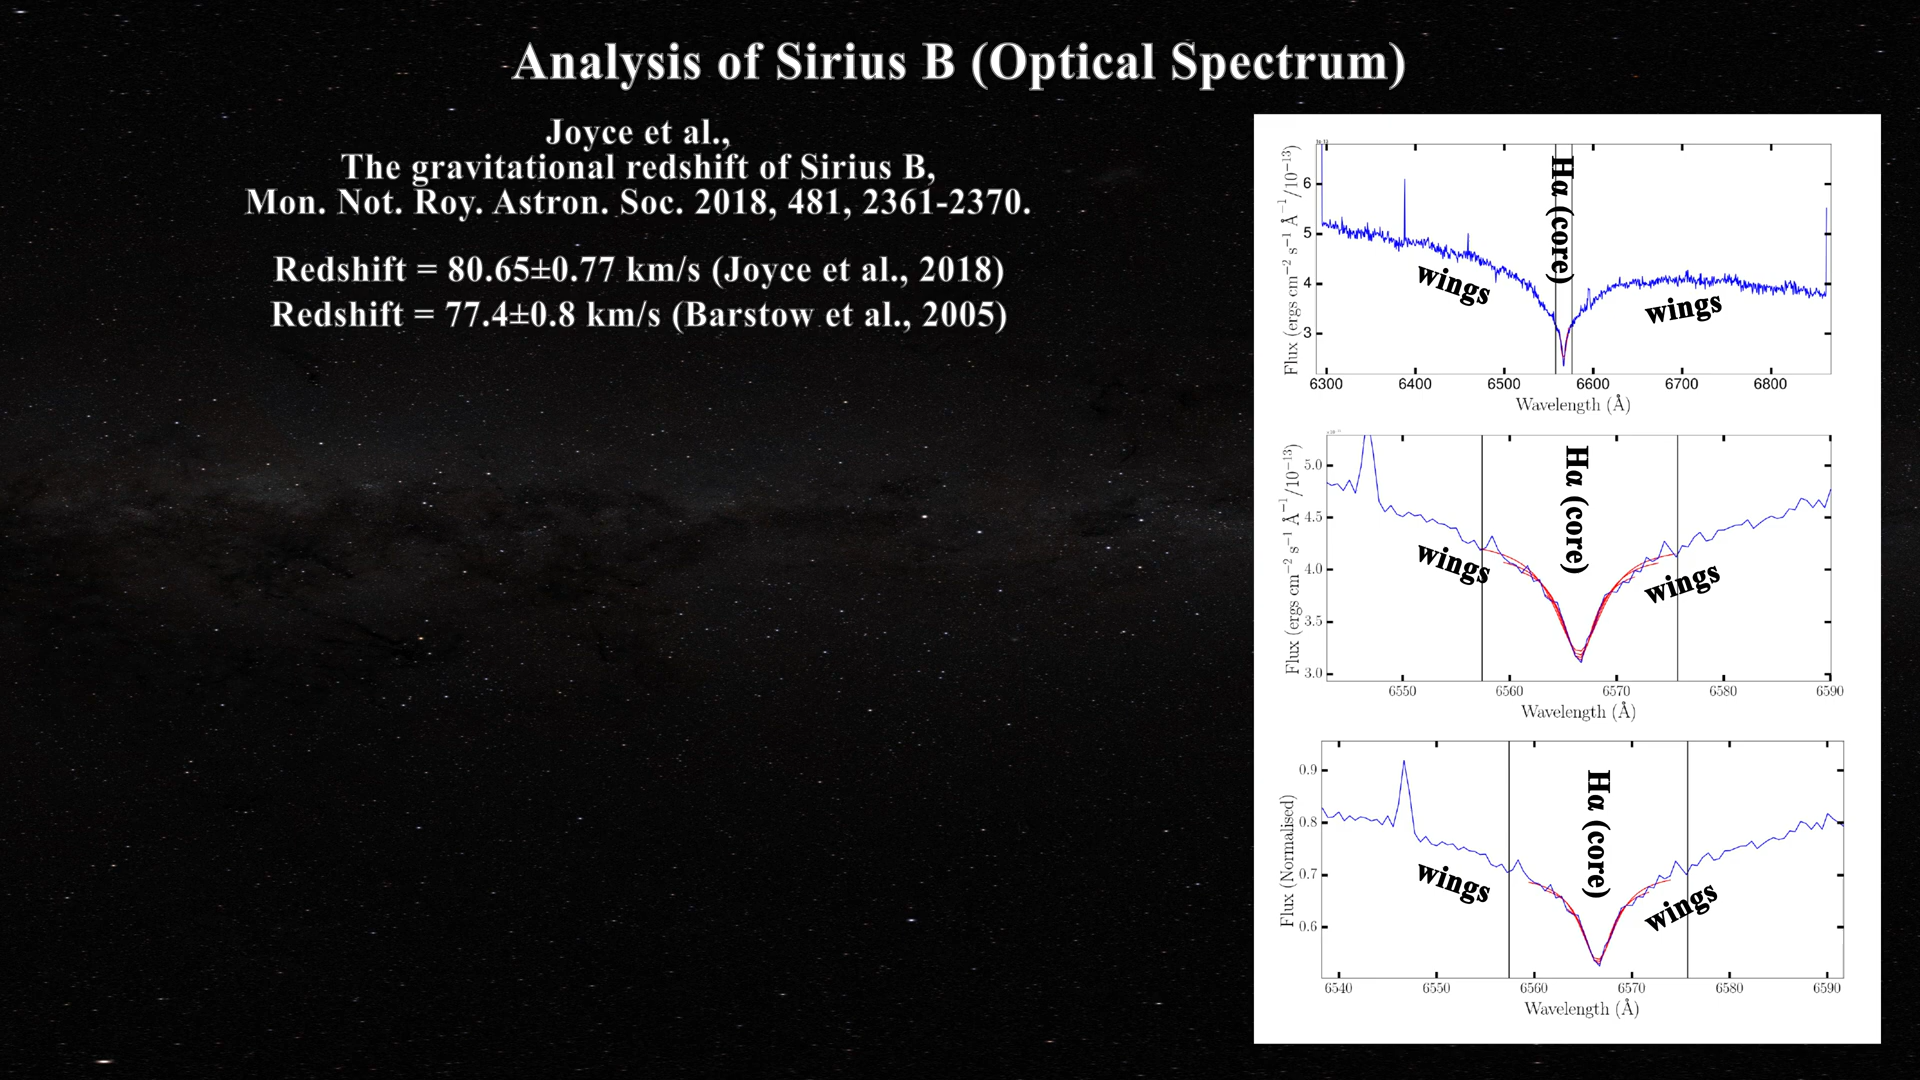 Analysis of Sirius B (Optical Spectrum)
Joyce et al.,
The gravitational redshift of Sirius B,
Mon. Not. Roy. Astron. Soc. 2018, 481, 2361-2370.
Redshift = 80.65±0.77 km/s (Joyce et al., 2018)
Redshift = 77.4±0.8 km/s (Barstow et al., 2005)
Flux (ergs cm⁻² s⁻¹ Å⁻¹/10⁻¹³)
6
5
4
3
Hα (core)
wings
wings
6300 6400 6500 6600 6700 6800
Wavelength (Å)
Flux (ergs cm⁻² s⁻¹ Å⁻¹/10⁻¹³)
5.0
4.5
4.0
3.5
3.0
Hα (core)
wings
wings
6550 6560 6570 6580 6590
Wavelength (Å)
Flux (Normalised)
0.9
0.8
0.7
0.6
Hα (core)
wings
wings
6540 6550 6560 6570 6580 6590
Wavelength (Å)